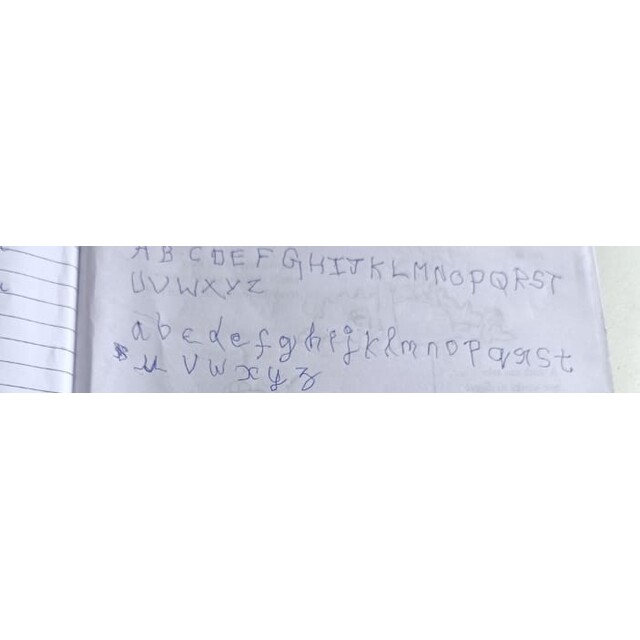 A B C D E F G H I J K L M N O P Q R S T
U V W X Y Z
a b c d e f g h i j k l m n o p q r s t
u v w x y z